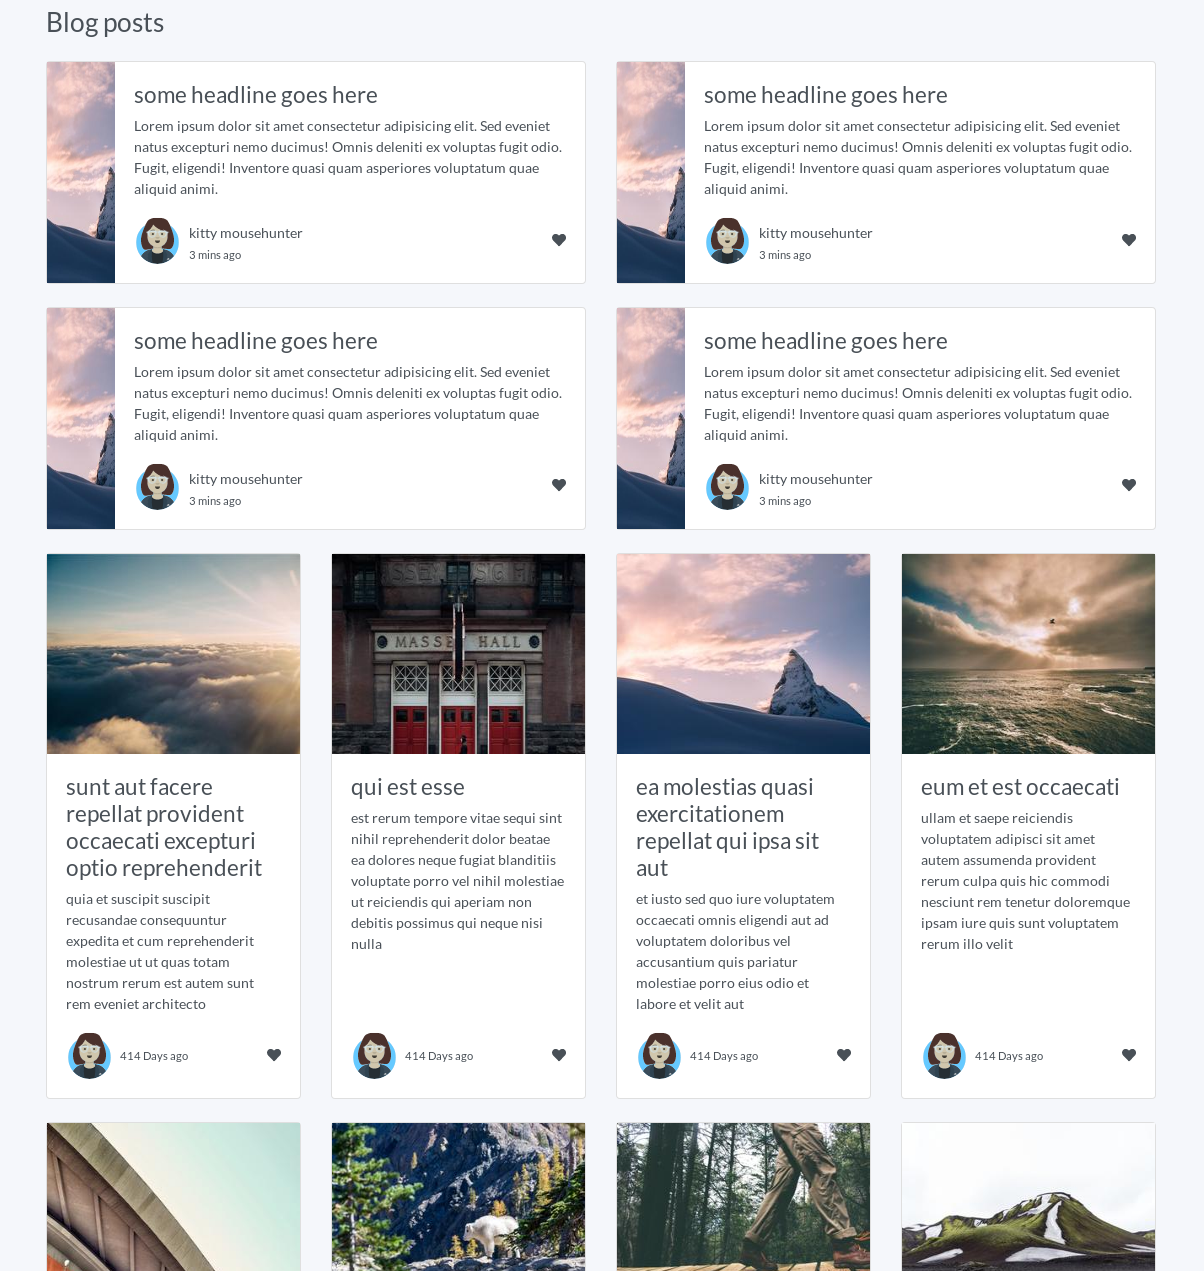 Blog posts
some headline goes here
Lorem ipsum dolor sit amet consectetur adipisicing elit. Sed eveniet
natus excepturi nemo ducimus! Omnis deleniti ex voluptas fugit odio.
Fugit, eligendi! Inventore quasi quam asperiores voluptatum quae
aliquid animi.
kitty mousehunter
3 mins ago
some headline goes here
Lorem ipsum dolor sit amet consectetur adipisicing elit. Sed eveniet
natus excepturi nemo ducimus! Omnis deleniti ex voluptas fugit odio.
Fugit, eligendi! Inventore quasi quam asperiores voluptatum quae
aliquid animi.
kitty mousehunter
3 mins ago
some headline goes here
Lorem ipsum dolor sit amet consectetur adipisicing elit. Sed eveniet
natus excepturi nemo ducimus! Omnis deleniti ex voluptas fugit odio.
Fugit, eligendi! Inventore quasi quam asperiores voluptatum quae
aliquid animi.
kitty mousehunter
3 mins ago
some headline goes here
Lorem ipsum dolor sit amet consectetur adipisicing elit. Sed eveniet
natus excepturi nemo ducimus! Omnis deleniti ex voluptas fugit odio.
Fugit, eligendi! Inventore quasi quam asperiores voluptatum quae
aliquid animi.
kitty mousehunter
3 mins ago
sunt aut facere
repellat provident
occaecati excepturi
optio reprehenderit
quia et suscipit suscipit
recusandae consequuntur
expedita et cum reprehenderit
molestiae ut ut quas totam
nostrum rerum est autem sunt
rem eveniet architecto
414 Days ago
MASSEY HALL
qui est esse
est rerum tempore vitae sequi sint
nihil reprehenderit dolor beatae
ea dolores neque fugiat blanditiis
voluptate porro vel nihil molestiae
ut reiciendis qui aperiam non
debitis possimus qui neque nisi
nulla
414 Days ago
ea molestias quasi
exercitationem
repellat qui ipsa sit
aut
et iusto sed quo iure voluptatem
occaecati omnis eligendi aut ad
voluptatem doloribus vel
accusantium quis pariatur
molestiae porro eius odio et
labore et velit aut
414 Days ago
eum et est occaecati
ullam et saepe reiciendis
voluptatem adipisci sit amet
autem assumenda provident
rerum culpa quis hic commodi
nesciunt rem tenetur doloremque
ipsam iure quis sunt voluptatem
rerum illo velit
414 Days ago